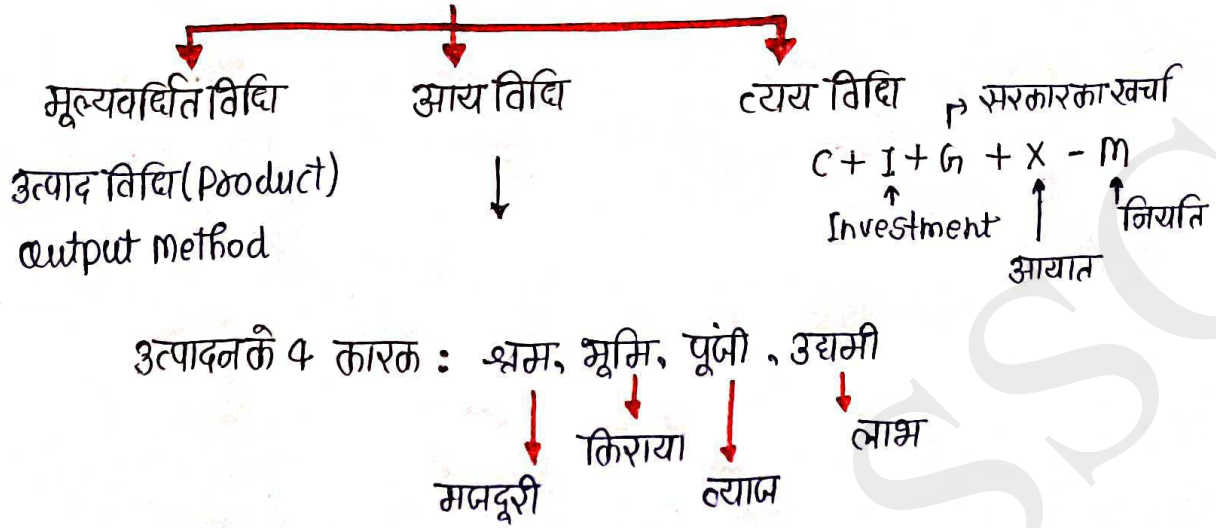 मूल्यवर्धित विधि आय विधि व्यय विधि
सरकार का खर्चा
उत्पाद विधि (Product)
C + I + G + X - M
output method
Investment
निर्यात
आयात
उत्पादन के 4 कारक : श्रम, भूमि, पूंजी, उद्यमी
किराया
लाभ
मजदूरी
ब्याज
SSC